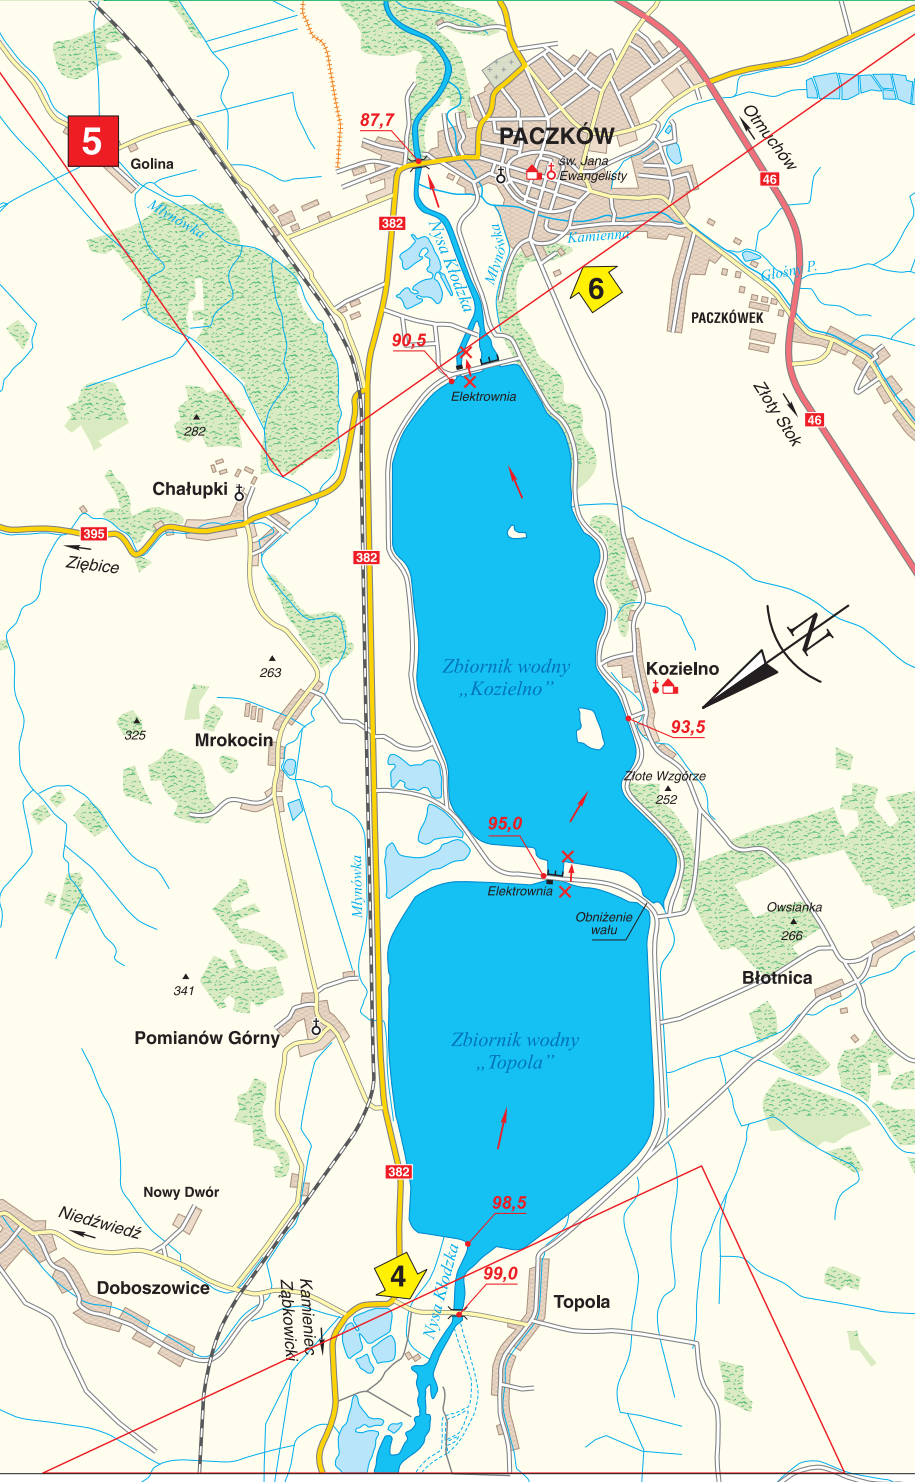 87,7
PACZKÓW
Otmuchów
5
Golina
św. Jana
Ewangelisty
46
Młynówka
382
Nysa Kłodzka
Młynówka
Kamienna
Głośny P.
6
PACZKÓWEK
90,5
Elektrownia
Złoty Stok
46
282
Chałupki
395
Ziębice
382
N
263
Zbiornik wodny
„Kozielno”
Kozielno
325
Mrokocin
93,5
Złote Wzgórze
252
95,0
Młynówka
Elektrownia
Obniżenie
wału
Owsianka
266
341
Błotnica
Pomianów Górny
Zbiornik wodny
„Topola”
382
Nowy Dwór
98,5
Niedźwiedź
Nysa Kłodzka
4
99,0
Doboszowice
Kamieniec
Ząbkowicki
Topola